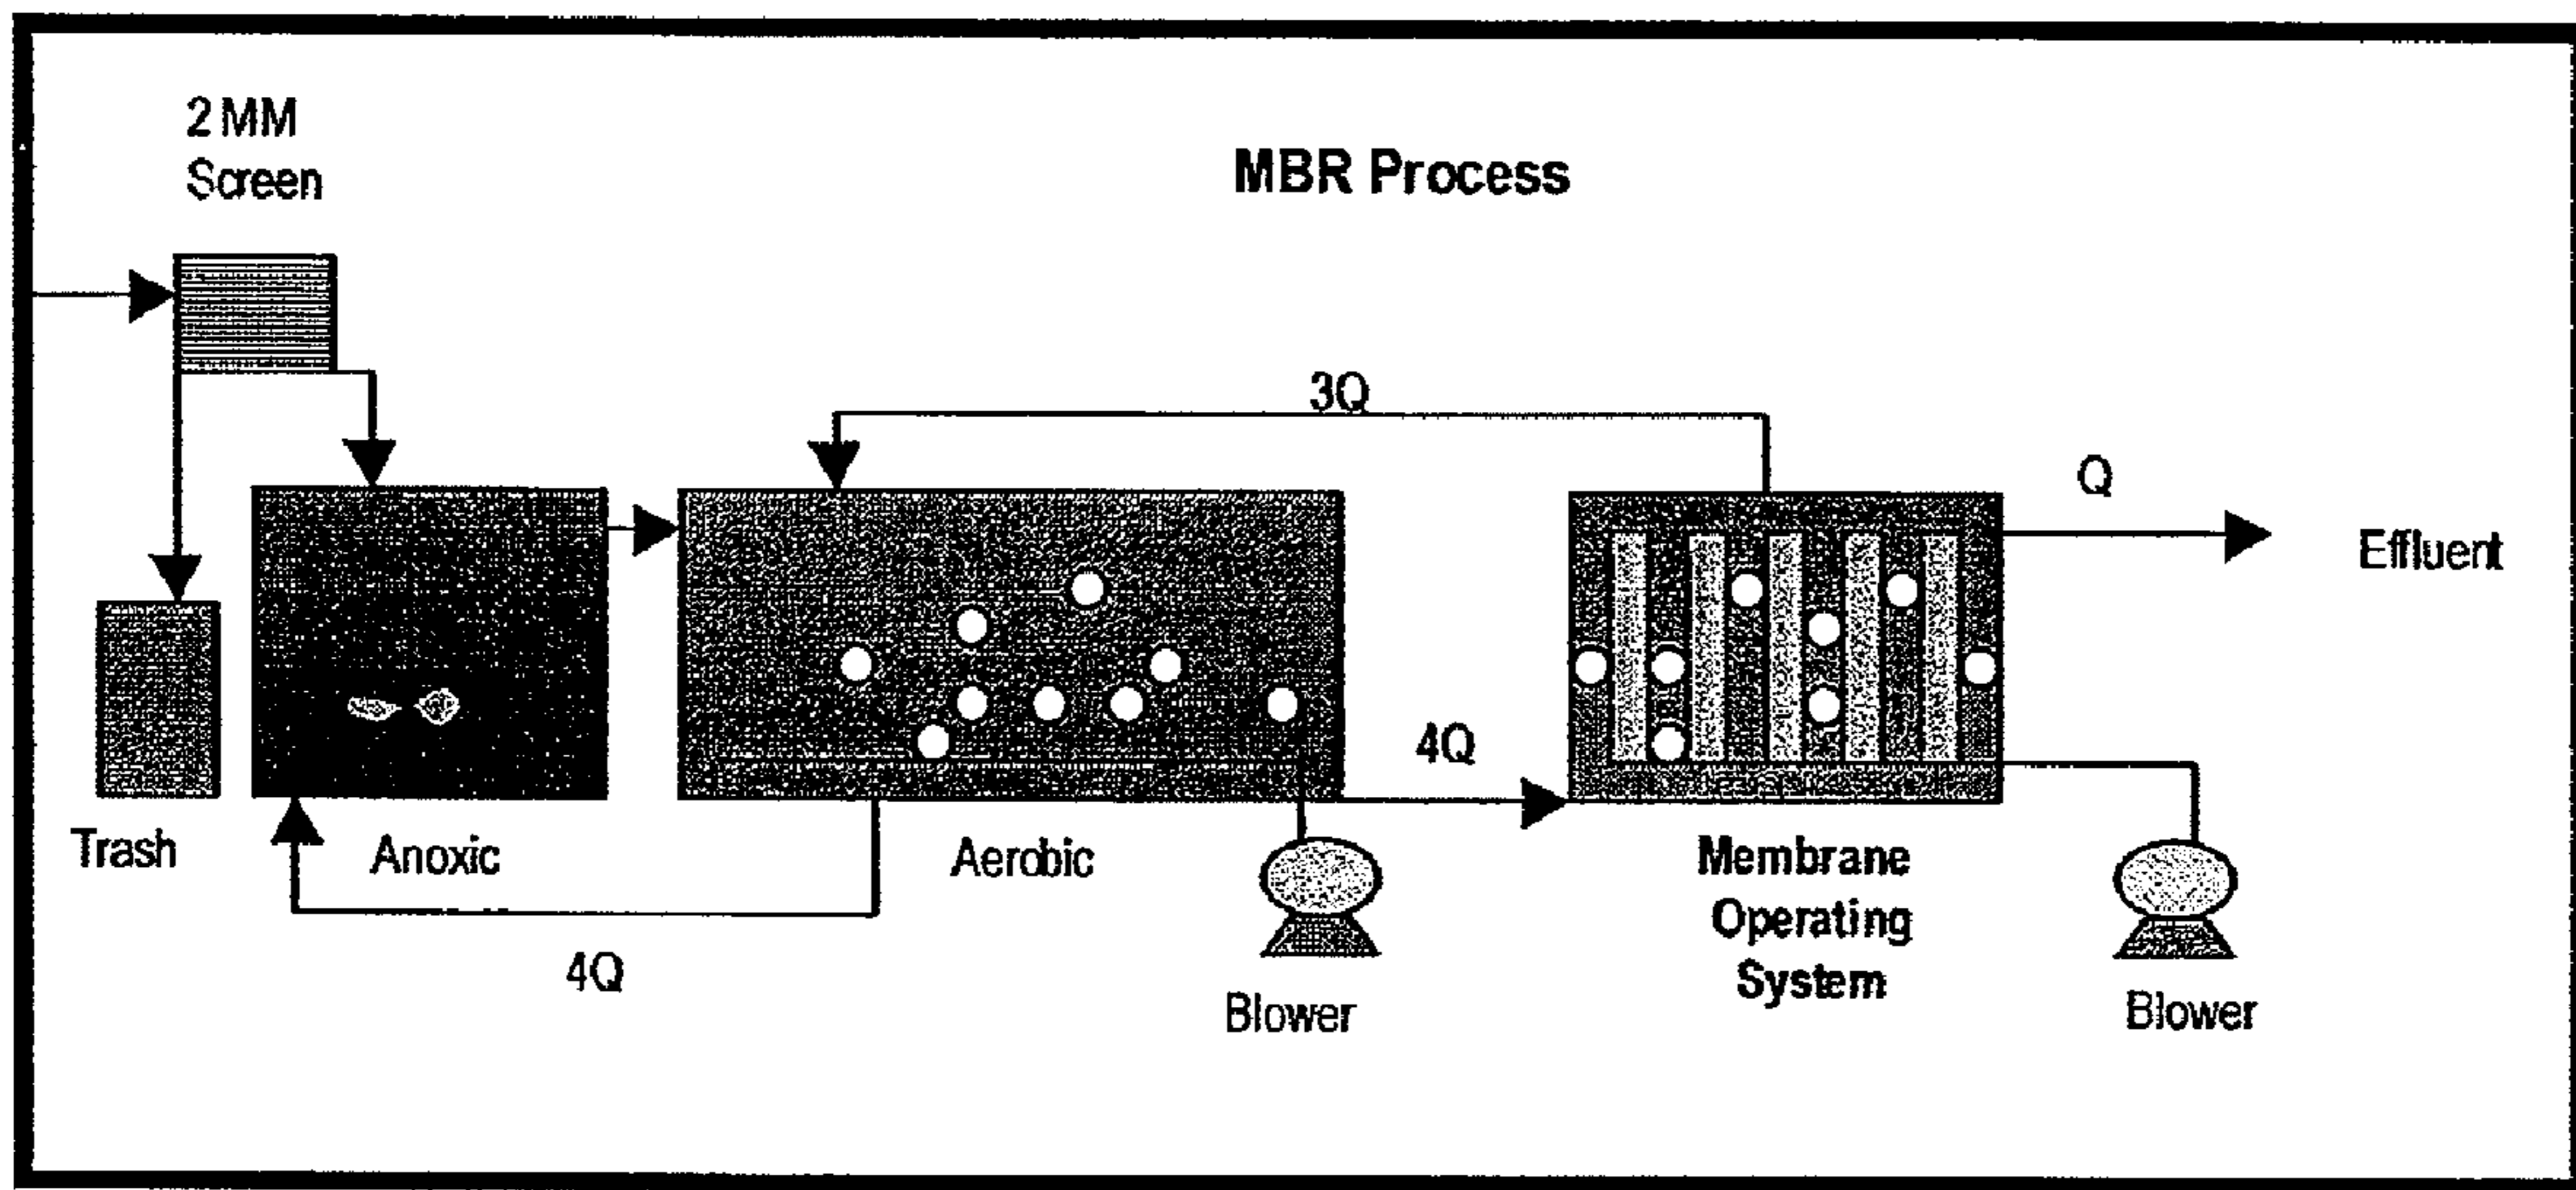 2 MM
Screen
MBR Process
3Q
Q
Effluent
4Q
Trash
Anoxic
Aerobic
Membrane
Operating
System
4Q
Blower
Blower